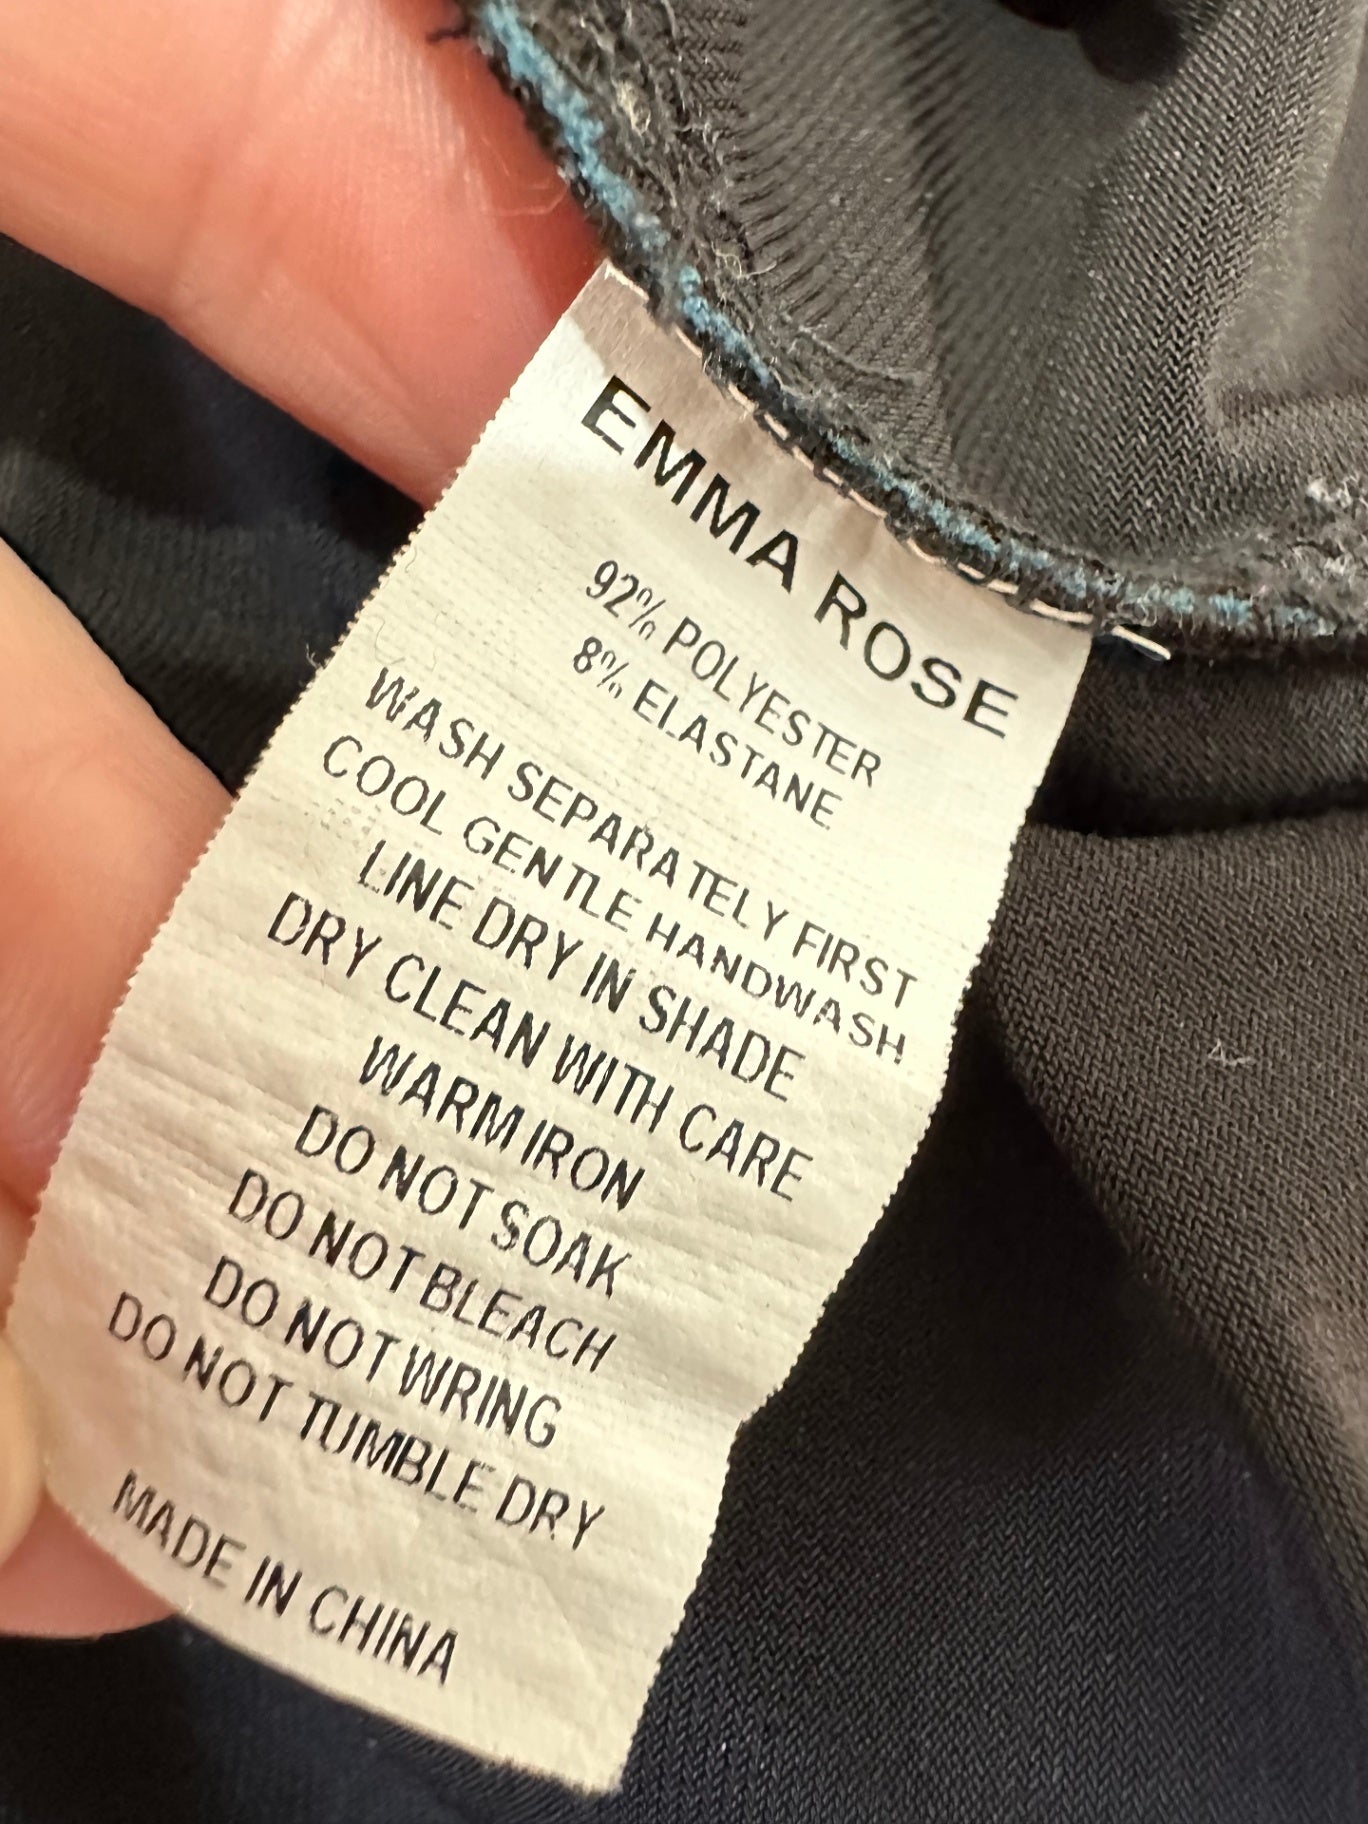 EMMA ROSE
92% POLYESTER
8% ELASTANE
WASH SEPARATELY FIRST
COOL GENTLE HANDWASH
LINE DRY IN SHADE
DRY CLEAN WITH CARE
WARM IRON
DO NOT SOAK
DO NOT BLEACH
DO NOT WRING
DO NOT TUMBLE DRY
MADE IN CHINA